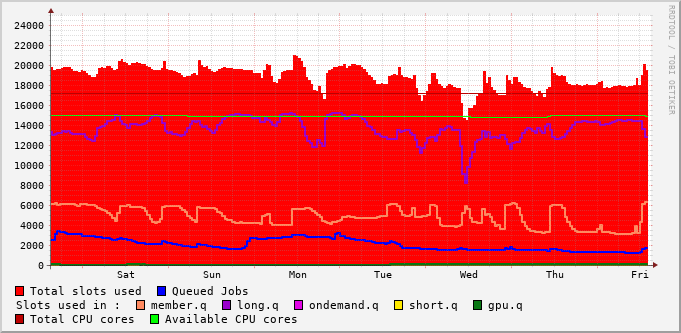 24000
22000
20000
18000
16000
14000
12000
10000
8000
6000
4000
2000
0
Sat Sun Mon Tue Wed Thu Fri
RRDTOOL / TOBI OETIKER
Total slots used Queued Jobs
Slots used in : member.q long.q ondemand.q short.q gpu.q
Total CPU cores Available CPU cores